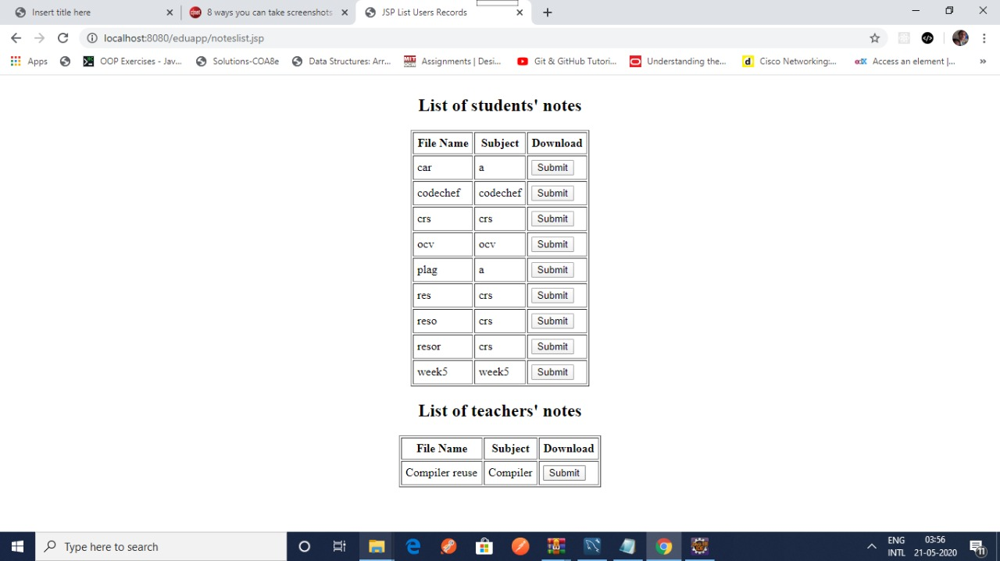 Insert title here
cnet
8 ways you can take screenshots
JSP List Users Records
localhost:8080/eduapp/noteslist.jsp
Apps
OOP Exercises - Jav...
Solutions-COA8e
Data Structures: Arr...
MIT
Assignments | Desi...
Git & GitHub Tutori...
Understanding the...
d
Cisco Networking:...
edX
Access an element |...
List of students' notes
File Name Subject Download
car a Submit
codechef codechef Submit
crs crs Submit
ocv ocv Submit
plag a Submit
res crs Submit
reso crs Submit
resor crs Submit
week5 week5 Submit
List of teachers' notes
File Name Subject Download
Compiler reuse Compiler Submit
Type here to search
ENG
INTL
03:56
21-05-2020
11